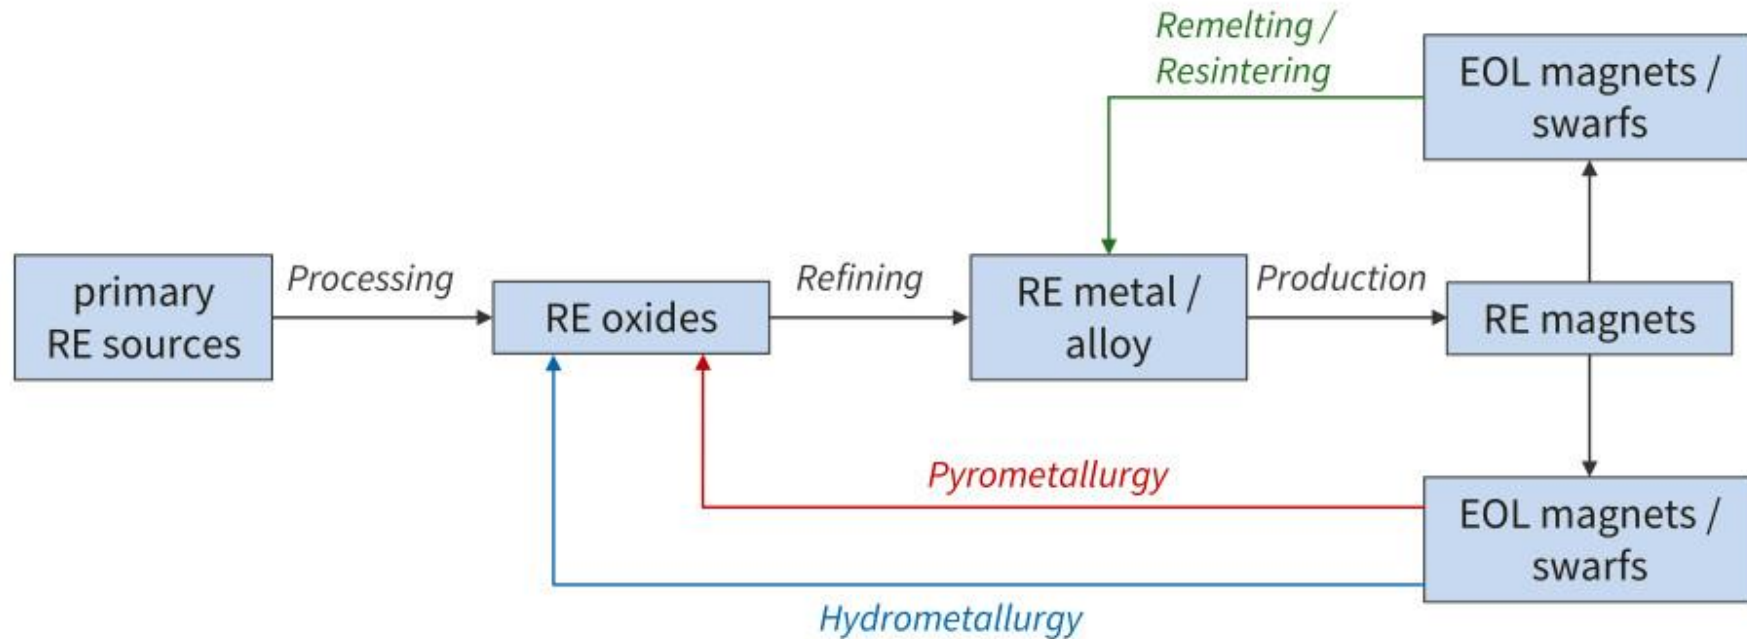 Remelting /
Resintering
EOL magnets /
swarfs
primary
RE sources
Processing
RE oxides
Refining
RE metal /
alloy
Production
RE magnets
Pyrometallurgy
EOL magnets /
swarfs
Hydrometallurgy